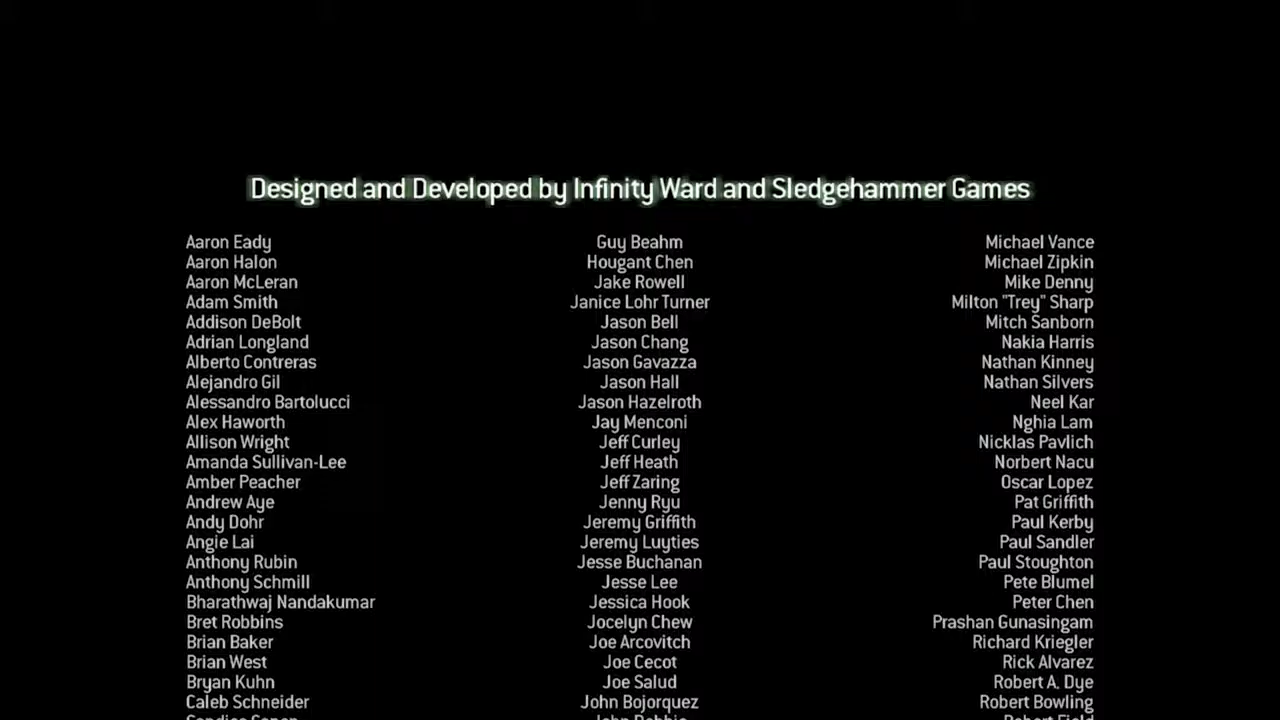 Designed and Developed by Infinity Ward and Sledgehammer Games
Aaron Eady Guy Beahm Michael Vance
Aaron Halon Hougant Chen Michael Zipkin
Aaron McLeran Jake Rowell Mike Denny
Adam Smith Janice Lohr Turner Milton "Trey" Sharp
Addison DeBolt Jason Bell Mitch Sanborn
Adrian Longland Jason Chang Nakia Harris
Alberto Contreras Jason Gavazza Nathan Kinney
Alejandro Gil Jason Hall Nathan Silvers
Alessandro Bartolucci Jason Hazelroth Neel Kar
Alex Haworth Jay Menconi Nghia Lam
Allison Wright Jeff Curley Nicklas Pavlich
Amanda Sullivan-Lee Jeff Heath Norbert Nacu
Amber Peacher Jeff Zaring Oscar Lopez
Andrew Aye Jenny Ryu Pat Griffith
Andy Dohr Jeremy Griffith Paul Kerby
Angie Lai Jeremy Luyties Paul Sandler
Anthony Rubin Jesse Buchanan Paul Stoughton
Anthony Schmill Jesse Lee Pete Blumel
Bharathwaj Nandakumar Jessica Hook Peter Chen
Bret Robbins Jocelyn Chew Prashan Gunasingam
Brian Baker Joe Arcovitch Richard Kriegler
Brian West Joe Cecot Rick Alvarez
Bryan Kuhn Joe Salud Robert A. Dye
Caleb Schneider John Bojorquez Robert Bowling
John Robert